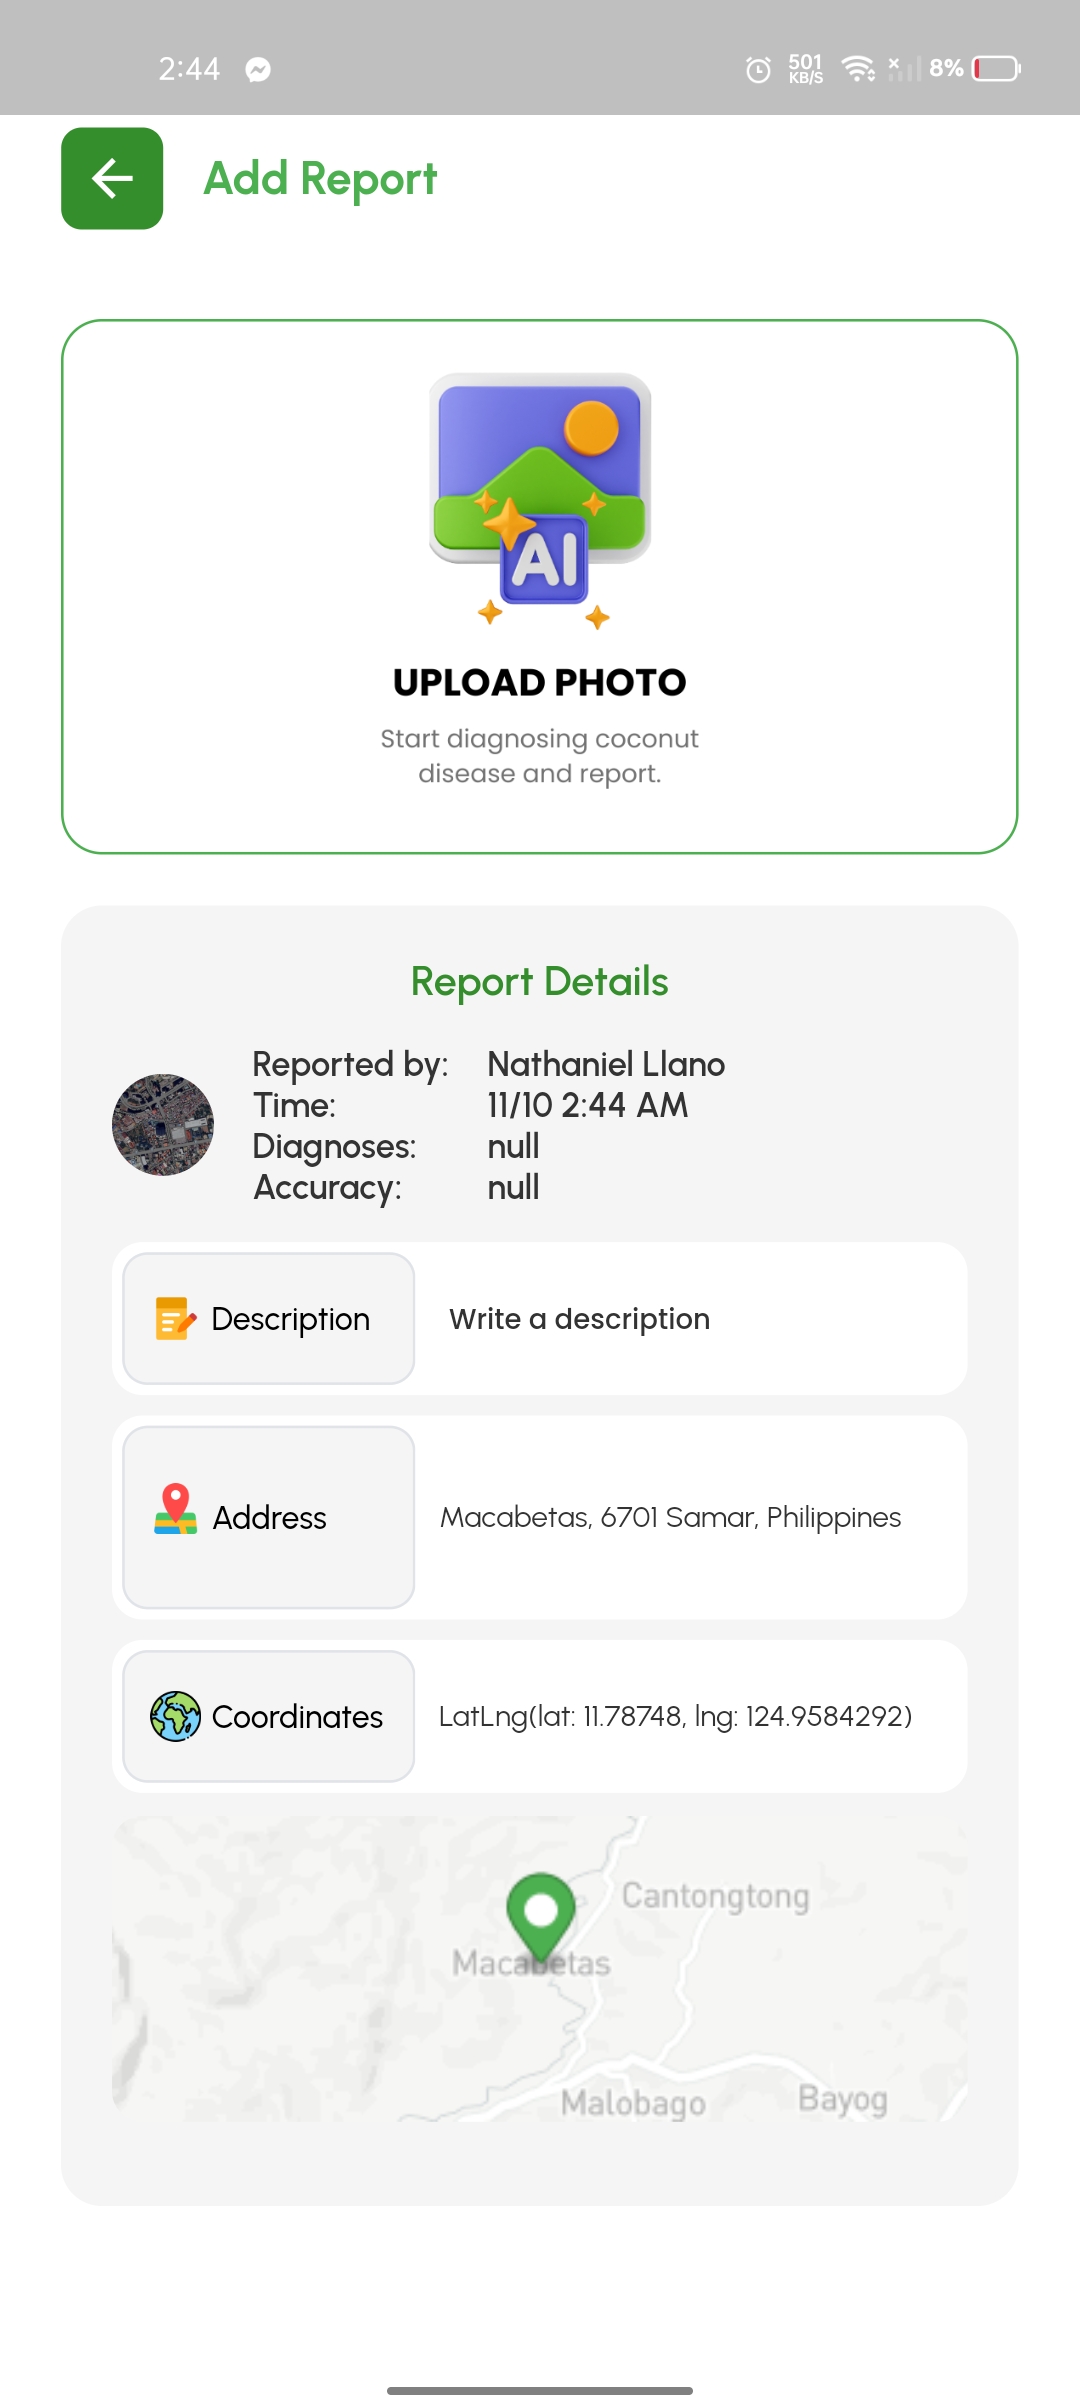 2:44
501
KB/S
8%
Add Report
AI
UPLOAD PHOTO
Start diagnosing coconut
disease and report.
Report Details
Reported by: Nathaniel Llano
Time: 11/10 2:44 AM
Diagnoses: null
Accuracy: null
Description Write a description
Address Macabetas, 6701 Samar, Philippines
Coordinates LatLng(lat: 11.78748, lng: 124.9584292)
Cantongtong
Macabetas
Malobago
Bayog